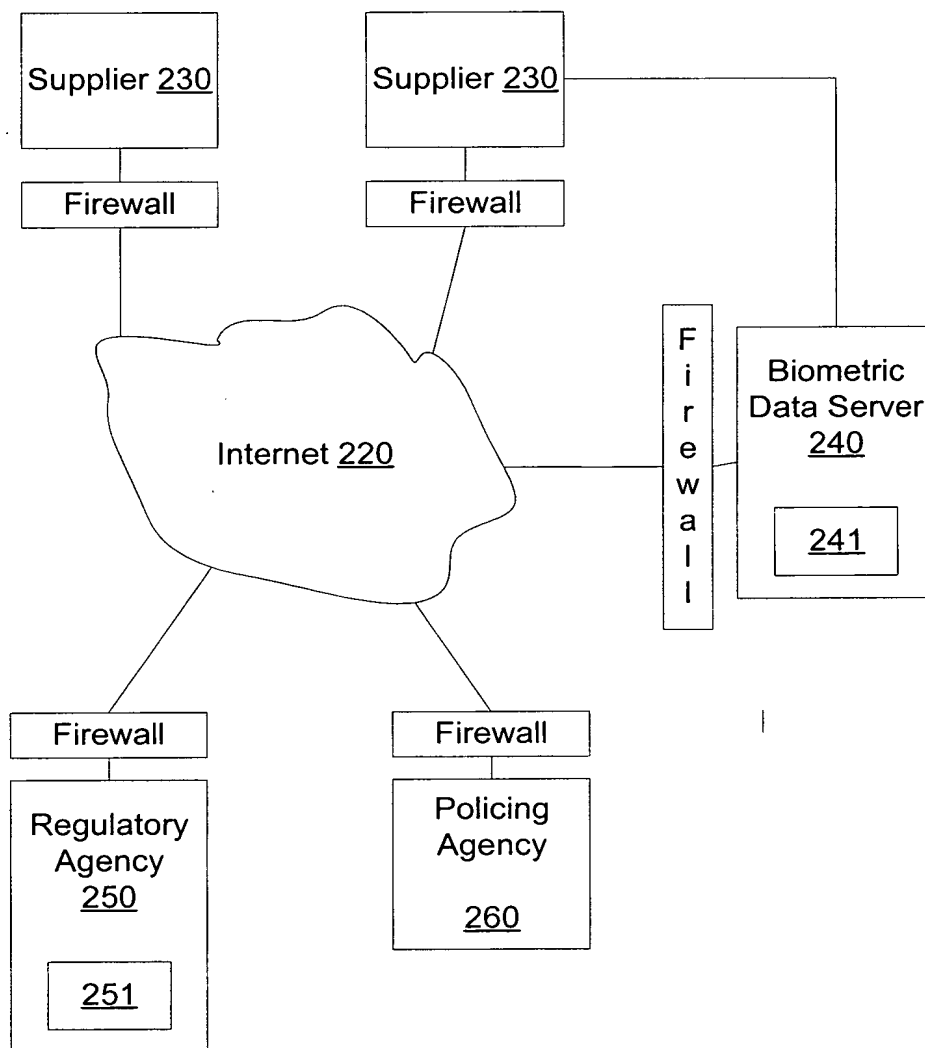 Supplier 230
Supplier 230
Firewall
Firewall
Firewall
Biometric
Data Server
240
241
Internet 220
Firewall
Firewall
Regulatory
Agency
250
251
Policing
Agency
260